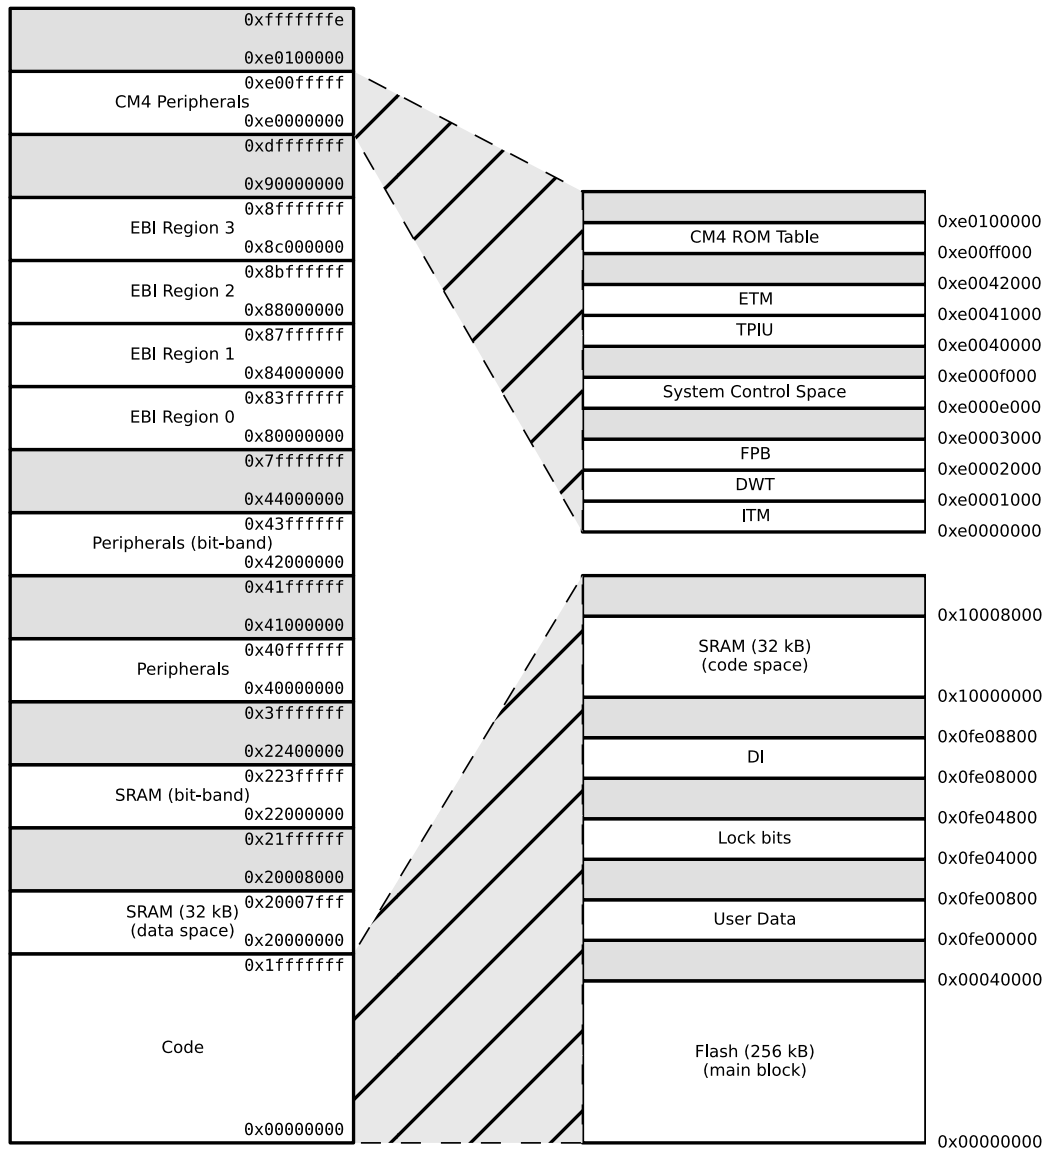 0xfffffffe
0xe0100000
0xe00fffff
CM4 Peripherals
0xe0000000
0xdfffffff
0x90000000
0x8fffffff
EBI Region 3
0x8c000000
0x8bffffff
EBI Region 2
0x88000000
0x87ffffff
EBI Region 1
0x84000000
0x83ffffff
EBI Region 0
0x80000000
0x7fffffff
0x44000000
0x43ffffff
Peripherals (bit-band)
0x42000000
0x41ffffff
0x41000000
0x40ffffff
Peripherals
0x40000000
0x3fffffff
0x22400000
0x223fffff
SRAM (bit-band)
0x22000000
0x21ffffff
0x20008000
0x20007fff
SRAM (32 kB)
(data space)
0x20000000
0x1fffffff
Code
0x00000000
0xe0100000
CM4 ROM Table
0xe00ff000
0xe0042000
ETM
0xe0041000
TPIU
0xe0040000
0xe000f000
System Control Space
0xe000e000
0xe0003000
FPB
0xe0002000
DWT
0xe0001000
ITM
0xe0000000
0x10008000
SRAM (32 kB)
(code space)
0x10000000
0x0fe08800
DI
0x0fe08000
0x0fe04800
Lock bits
0x0fe04000
0x0fe00800
User Data
0x0fe00000
0x00040000
Flash (256 kB)
(main block)
0x00000000